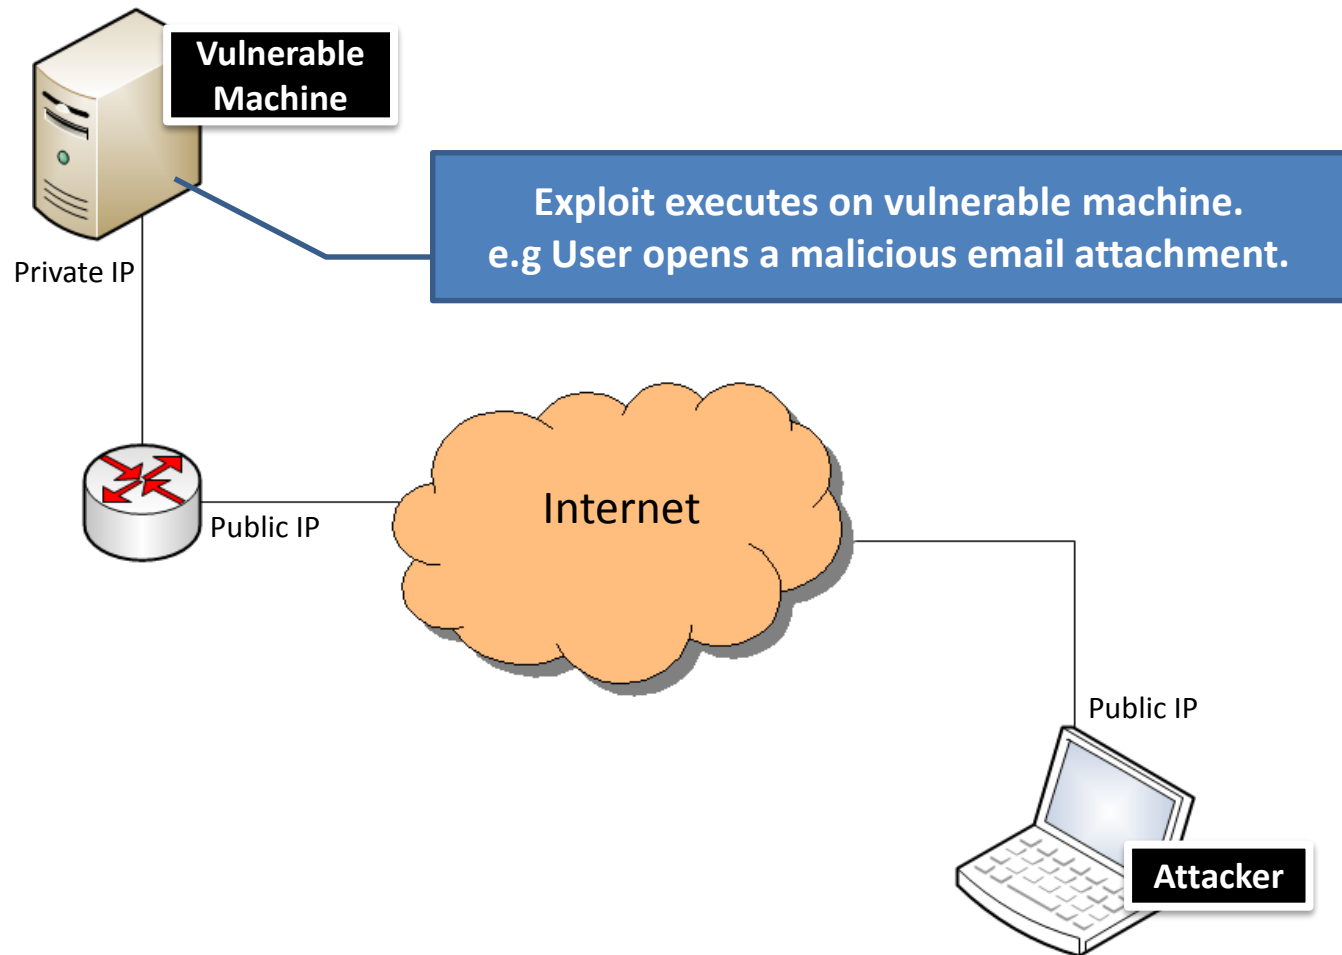 Vulnerable
Machine
Exploit executes on vulnerable machine.
e.g User opens a malicious email attachment.
Private IP
Internet
Public IP
Public IP
Attacker